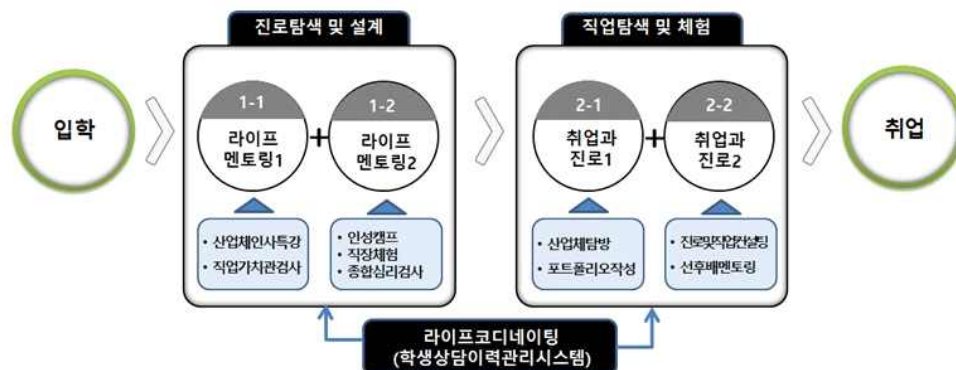 진로탐색 및 설계
직업탐색 및 체험
입학
1-1
라이프
멘토링1
+
1-2
라이프
멘토링2
2-1
취업과
진로1
+
2-2
취업과
진로2
취업
• 산업체인사특강
• 직업가치관검사
• 인성캠프
• 직장체험
• 종합심리검사
• 산업체탐방
• 포트폴리오작성
• 진로및직업컨설팅
• 선후배멘토링
라이프코디네이팅
(학생상담이력관리시스템)